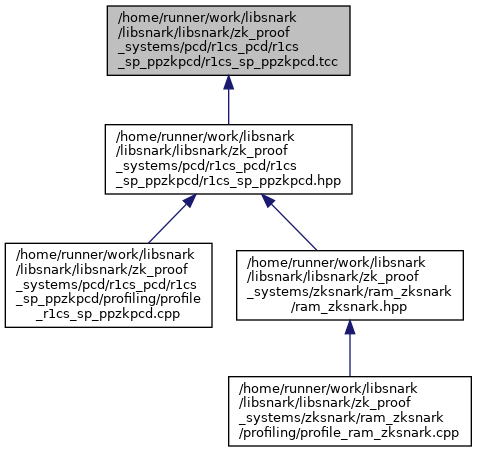 /home/runner/work/libsnark
/libsnark/libsnark/zk_proof
_systems/pcd/r1cs_pcd/r1cs
_sp_ppzkpcd/r1cs_sp_ppzkpcd.tcc
/home/runner/work/libsnark
/libsnark/libsnark/zk_proof
_systems/pcd/r1cs_pcd/r1cs
_sp_ppzkpcd/r1cs_sp_ppzkpcd.hpp
/home/runner/work/libsnark
/libsnark/libsnark/zk_proof
_systems/pcd/r1cs_pcd/r1cs
_sp_ppzkpcd/profiling/profile
_r1cs_sp_ppzkpcd.cpp
/home/runner/work/libsnark
/libsnark/libsnark/zk_proof
_systems/zksnark/ram_zksnark
/ram_zksnark.hpp
/home/runner/work/libsnark
/libsnark/libsnark/zk_proof
_systems/zksnark/ram_zksnark
/profiling/profile_ram_zksnark.cpp